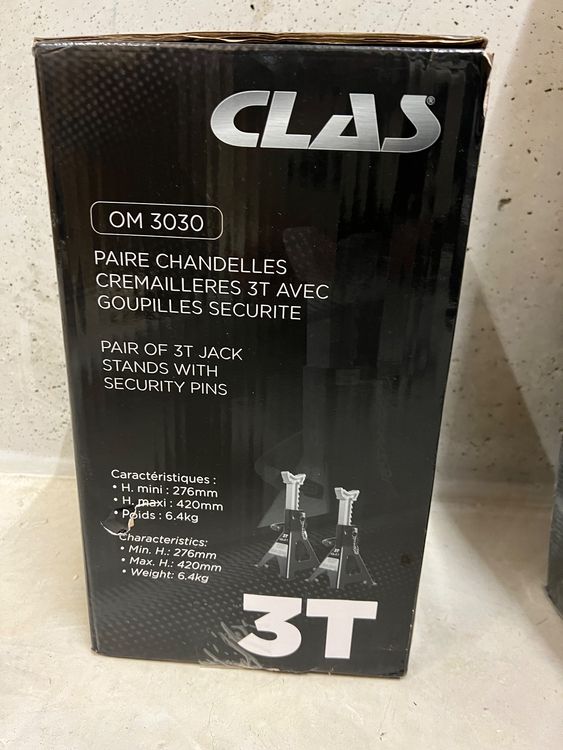 CLAS®
OM 3030
PAIRE CHANDELLES
CREMAILLERES 3T AVEC
GOUPILLES SECURITE
PAIR OF 3T JACK
STANDS WITH
SECURITY PINS
Caractéristiques :
• H. mini : 276mm
• H. maxi : 420mm
• Poids : 6.4kg
Characteristics:
• Min. H.: 276mm
• Max. H.: 420mm
• Weight: 6.4kg
3T